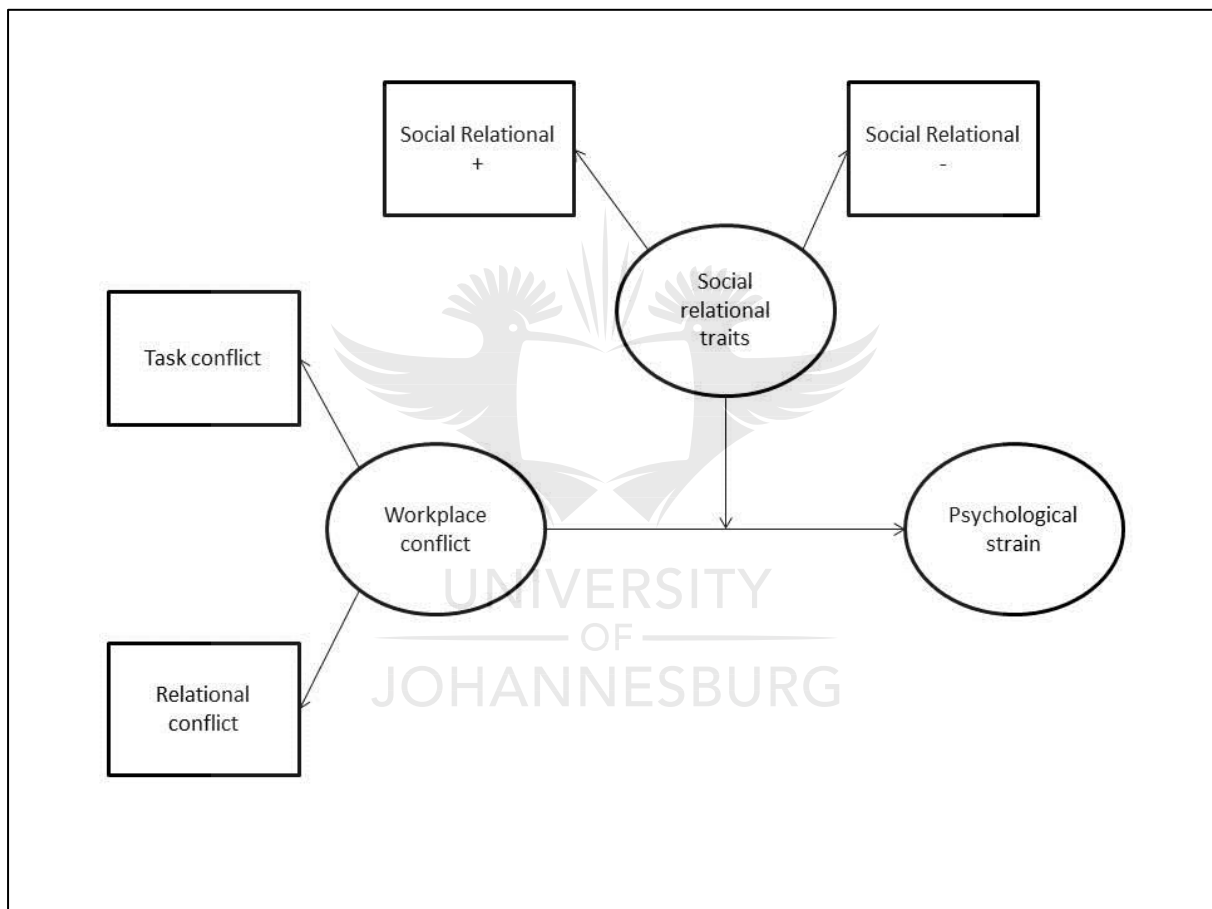 Social Relational
+
Social Relational
-
Social
relational
traits
Task conflict
Workplace
conflict
Psychological
strain
Relational
conflict
UNIVERSITY
OF
JOHANNESBURG